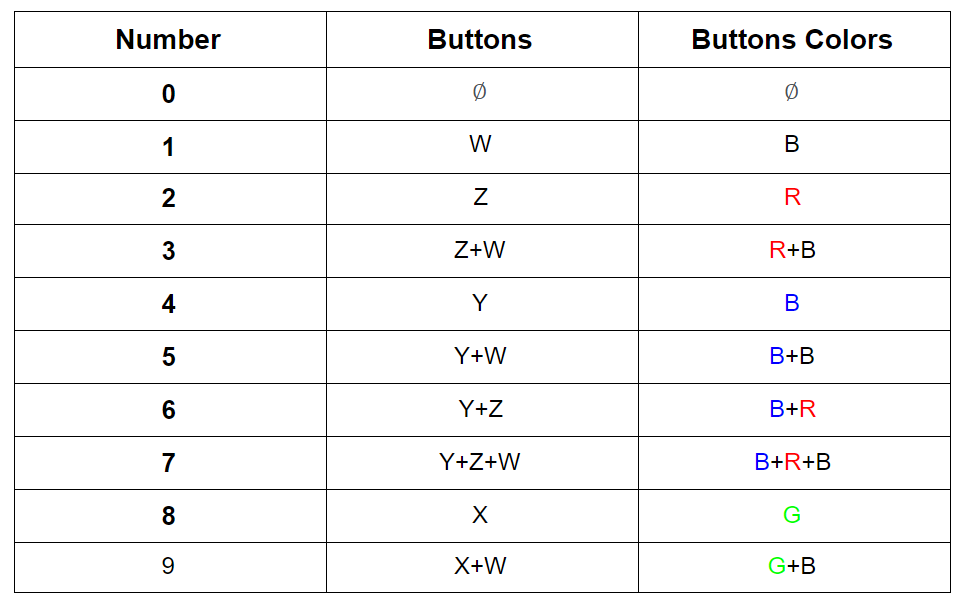 Number Buttons Buttons Colors
0 ∅ ∅
1 W B
2 Z R
3 Z+W R+B
4 Y B
5 Y+W B+B
6 Y+Z B+R
7 Y+Z+W B+R+B
8 X G
9 X+W G+B